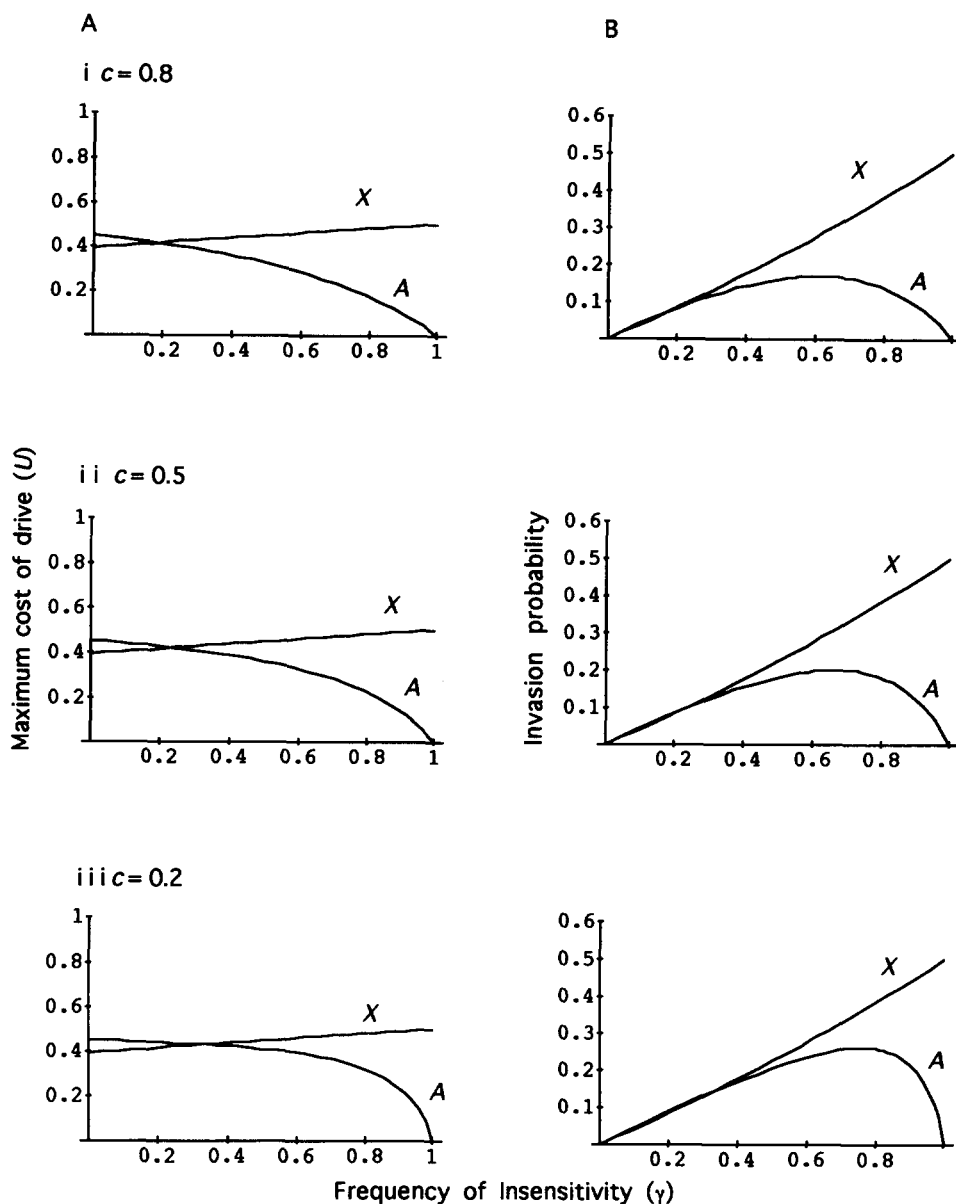 A
B
i c = 0.8
1
0.8
0.6
0.4
0.2
X
A
0.2 0.4 0.6 0.8 1
0.6
0.5
0.4
0.3
0.2
0.1
X
A
0.2 0.4 0.6 0.8
Maximum cost of drive (U)
ii c = 0.5
1
0.8
0.6
0.4
0.2
X
A
0.2 0.4 0.6 0.8 1
Invasion probability
0.6
0.5
0.4
0.3
0.2
0.1
X
A
0.2 0.4 0.6 0.8
iii c = 0.2
1
0.8
0.6
0.4
0.2
X
A
0.2 0.4 0.6 0.8 1
0.6
0.5
0.4
0.3
0.2
0.1
X
A
0.2 0.4 0.6 0.8
Frequency of Insensitivity (γ)